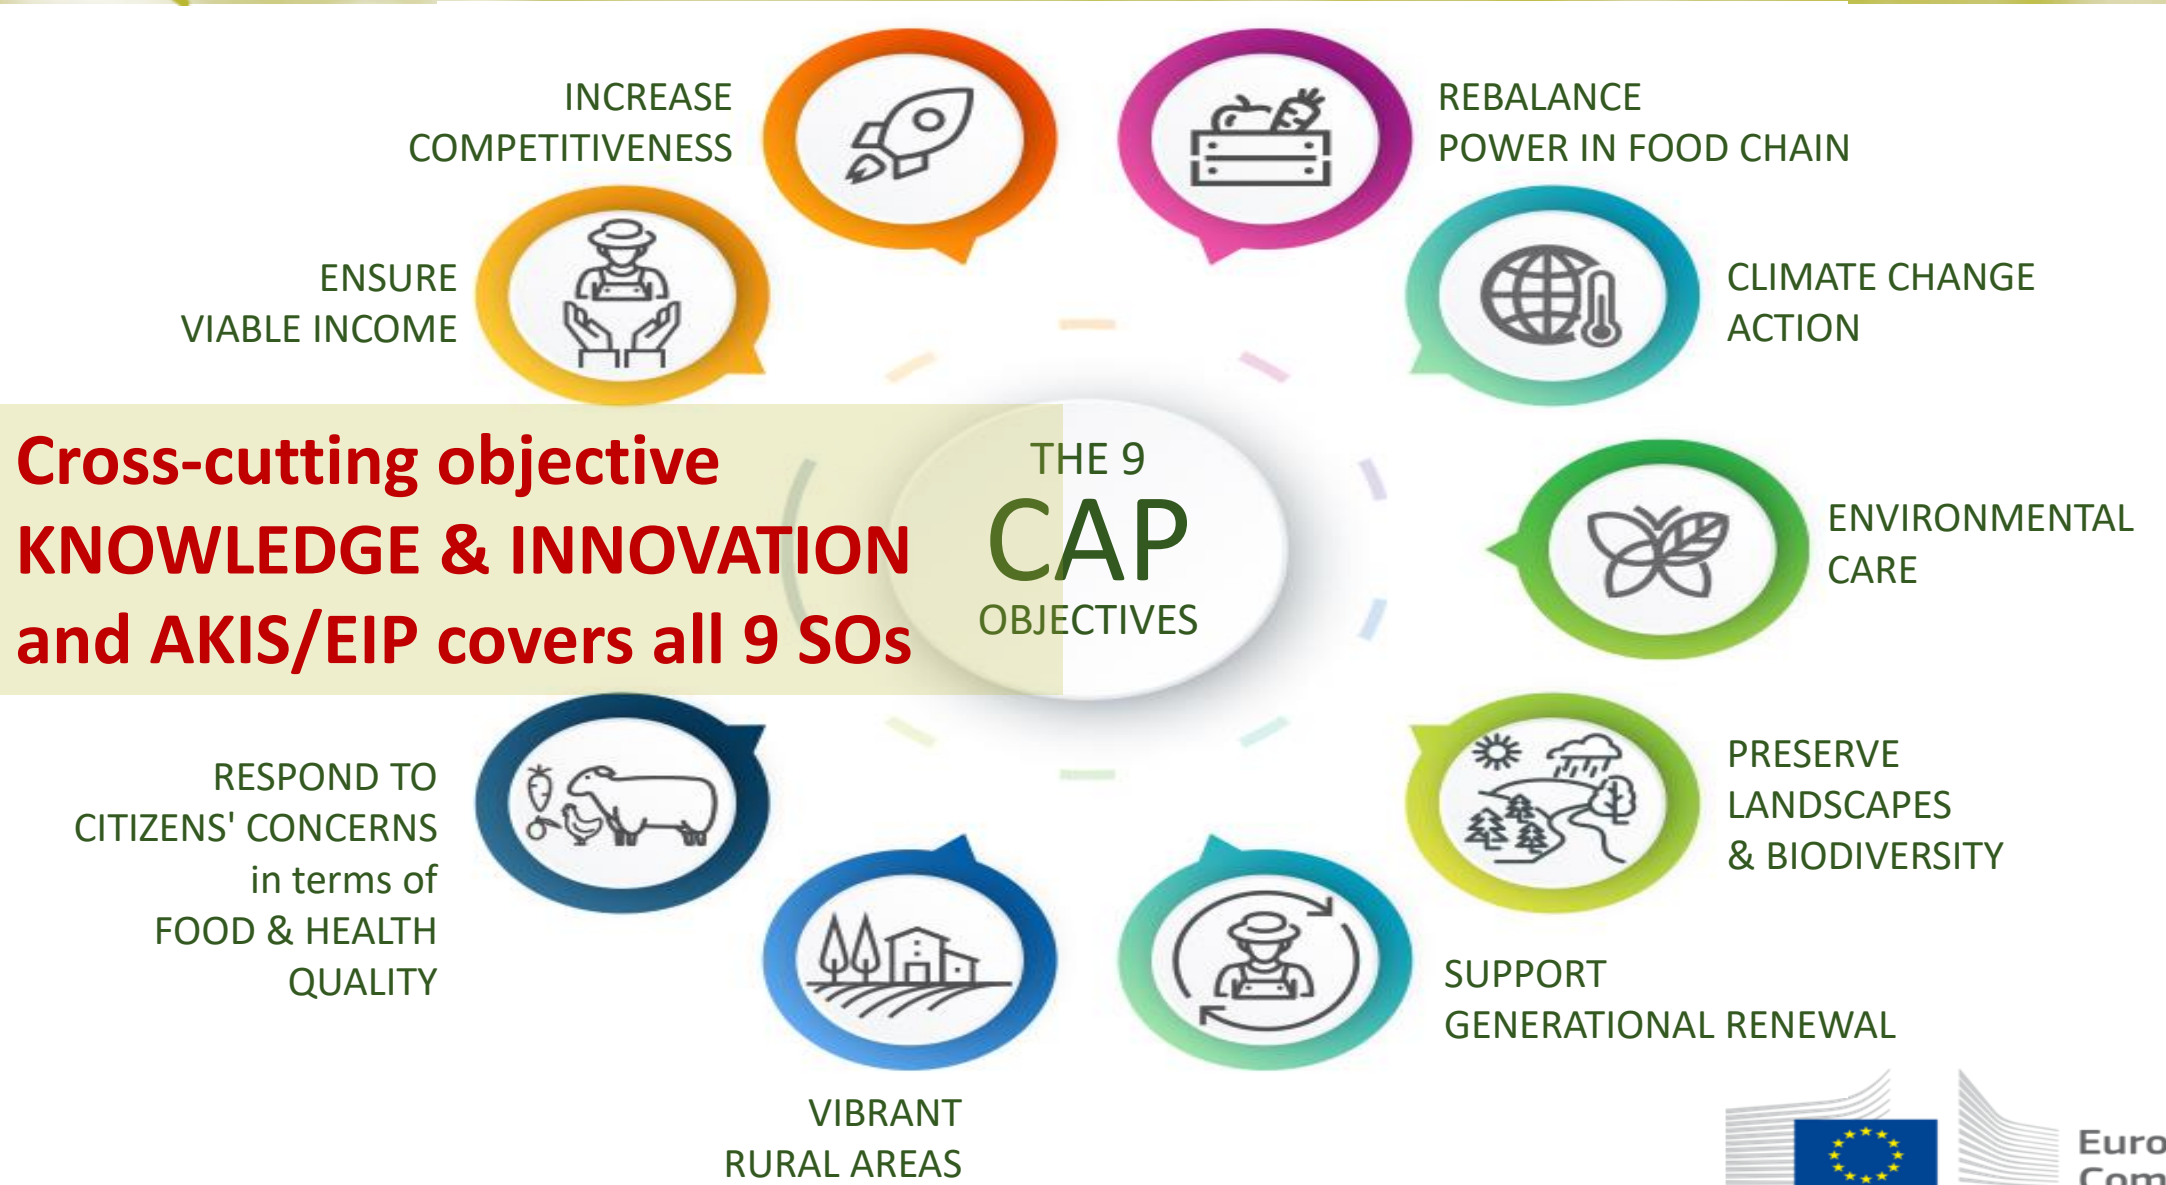 INCREASE
COMPETITIVENESS
REBALANCE
POWER IN FOOD CHAIN
ENSURE
VIABLE INCOME
CLIMATE CHANGE
ACTION
Cross-cutting objective
KNOWLEDGE & INNOVATION
and AKIS/EIP covers all 9 SOs
THE 9
CAP
OBJECTIVES
ENVIRONMENTAL
CARE
RESPOND TO
CITIZENS' CONCERNS
in terms of
FOOD & HEALTH
QUALITY
PRESERVE
LANDSCAPES
& BIODIVERSITY
SUPPORT
GENERATIONAL RENEWAL
VIBRANT
RURAL AREAS
Euro
Com